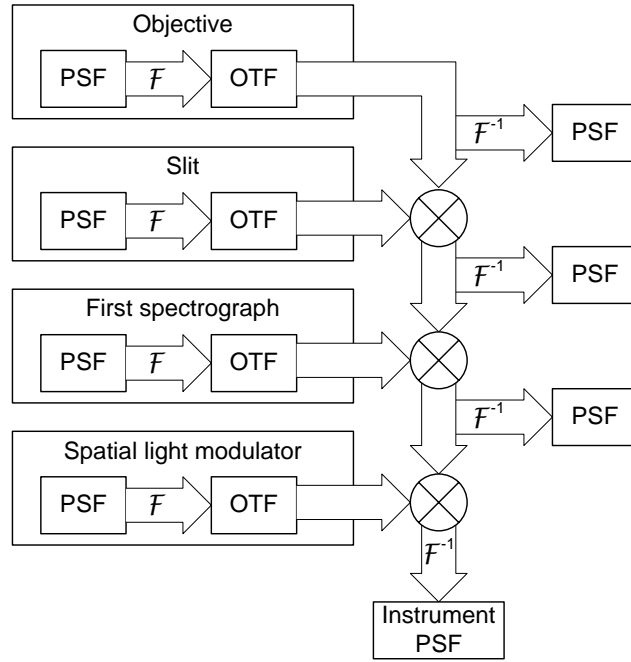 Objective
PSF
ℱ
OTF
ℱ⁻¹
PSF
Slit
PSF
ℱ
OTF
ℱ⁻¹
PSF
First spectrograph
PSF
ℱ
OTF
ℱ⁻¹
PSF
Spatial light modulator
PSF
ℱ
OTF
ℱ⁻¹
Instrument
PSF